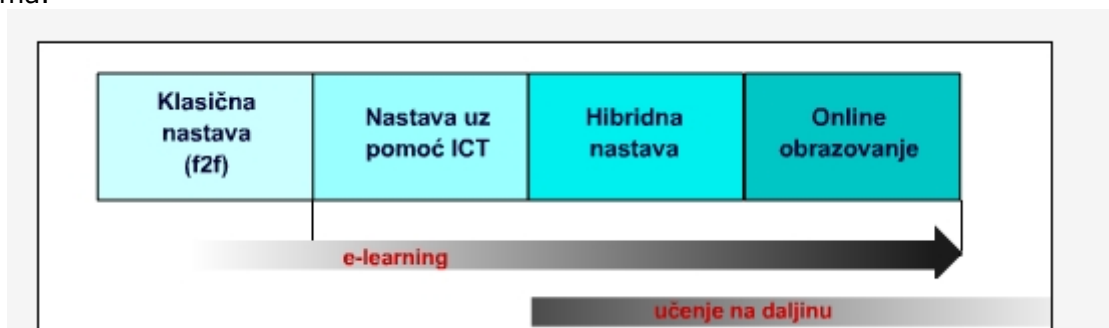 Klasična
nastava
(f2f)
Nastava uz
pomoć ICT
Hibridna
nastava
Online
obrazovanje
e-learning
učenje na daljinu